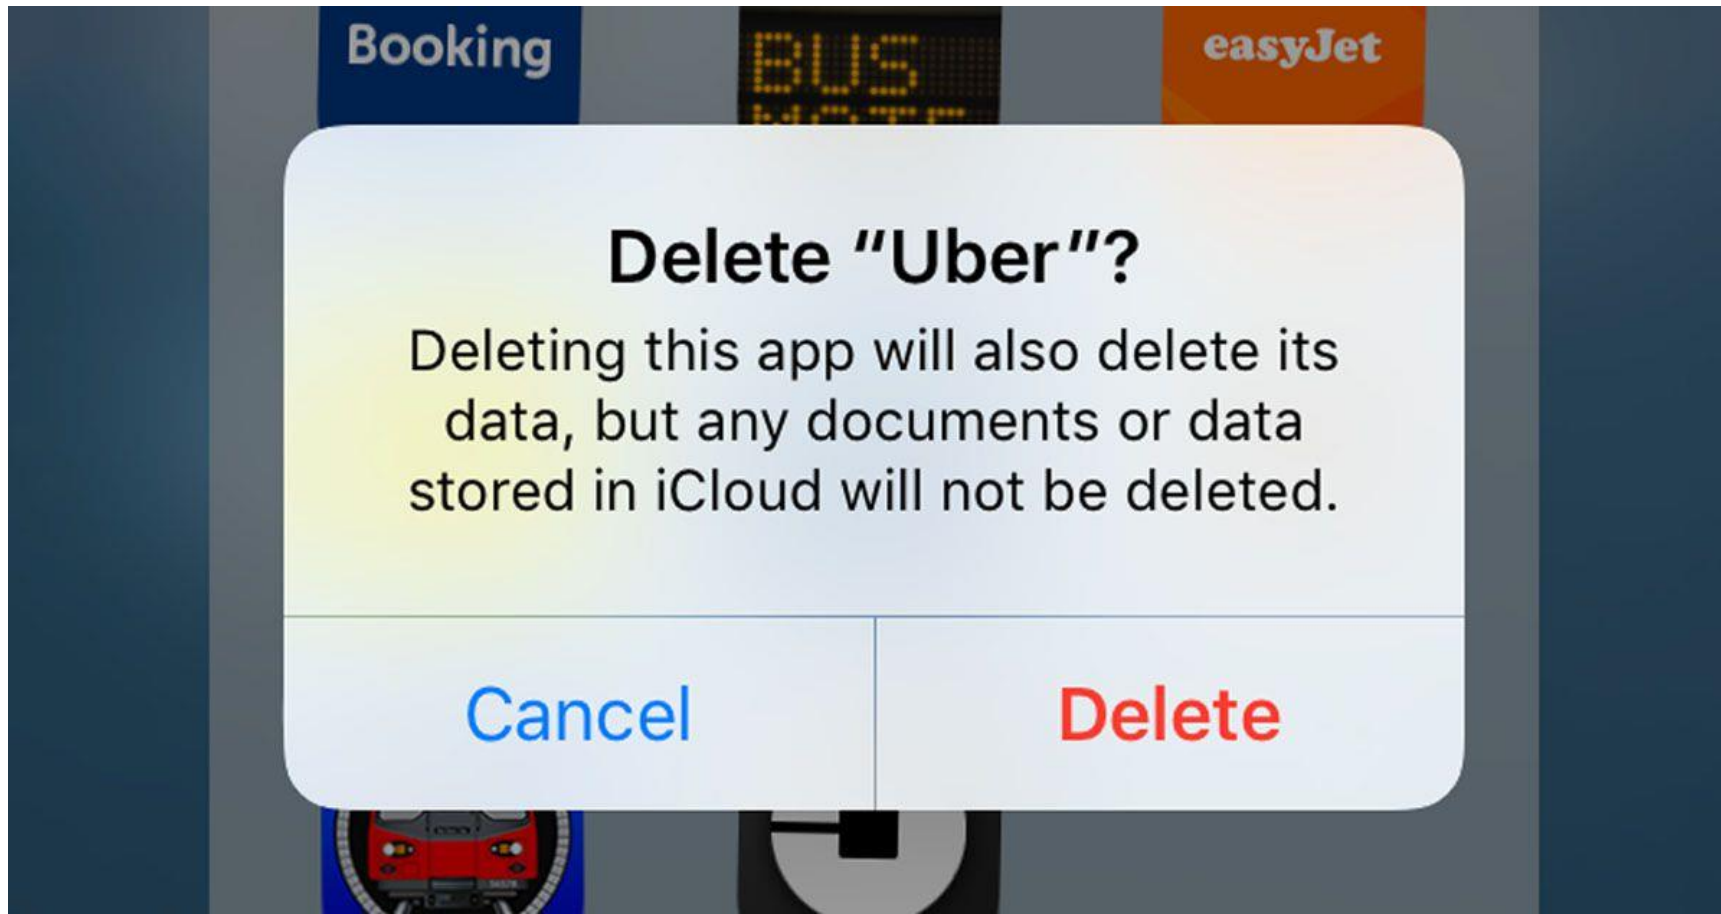 Booking
BUS
easyJet
Delete “Uber”?
Deleting this app will also delete its
data, but any documents or data
stored in iCloud will not be deleted.
Cancel
Delete